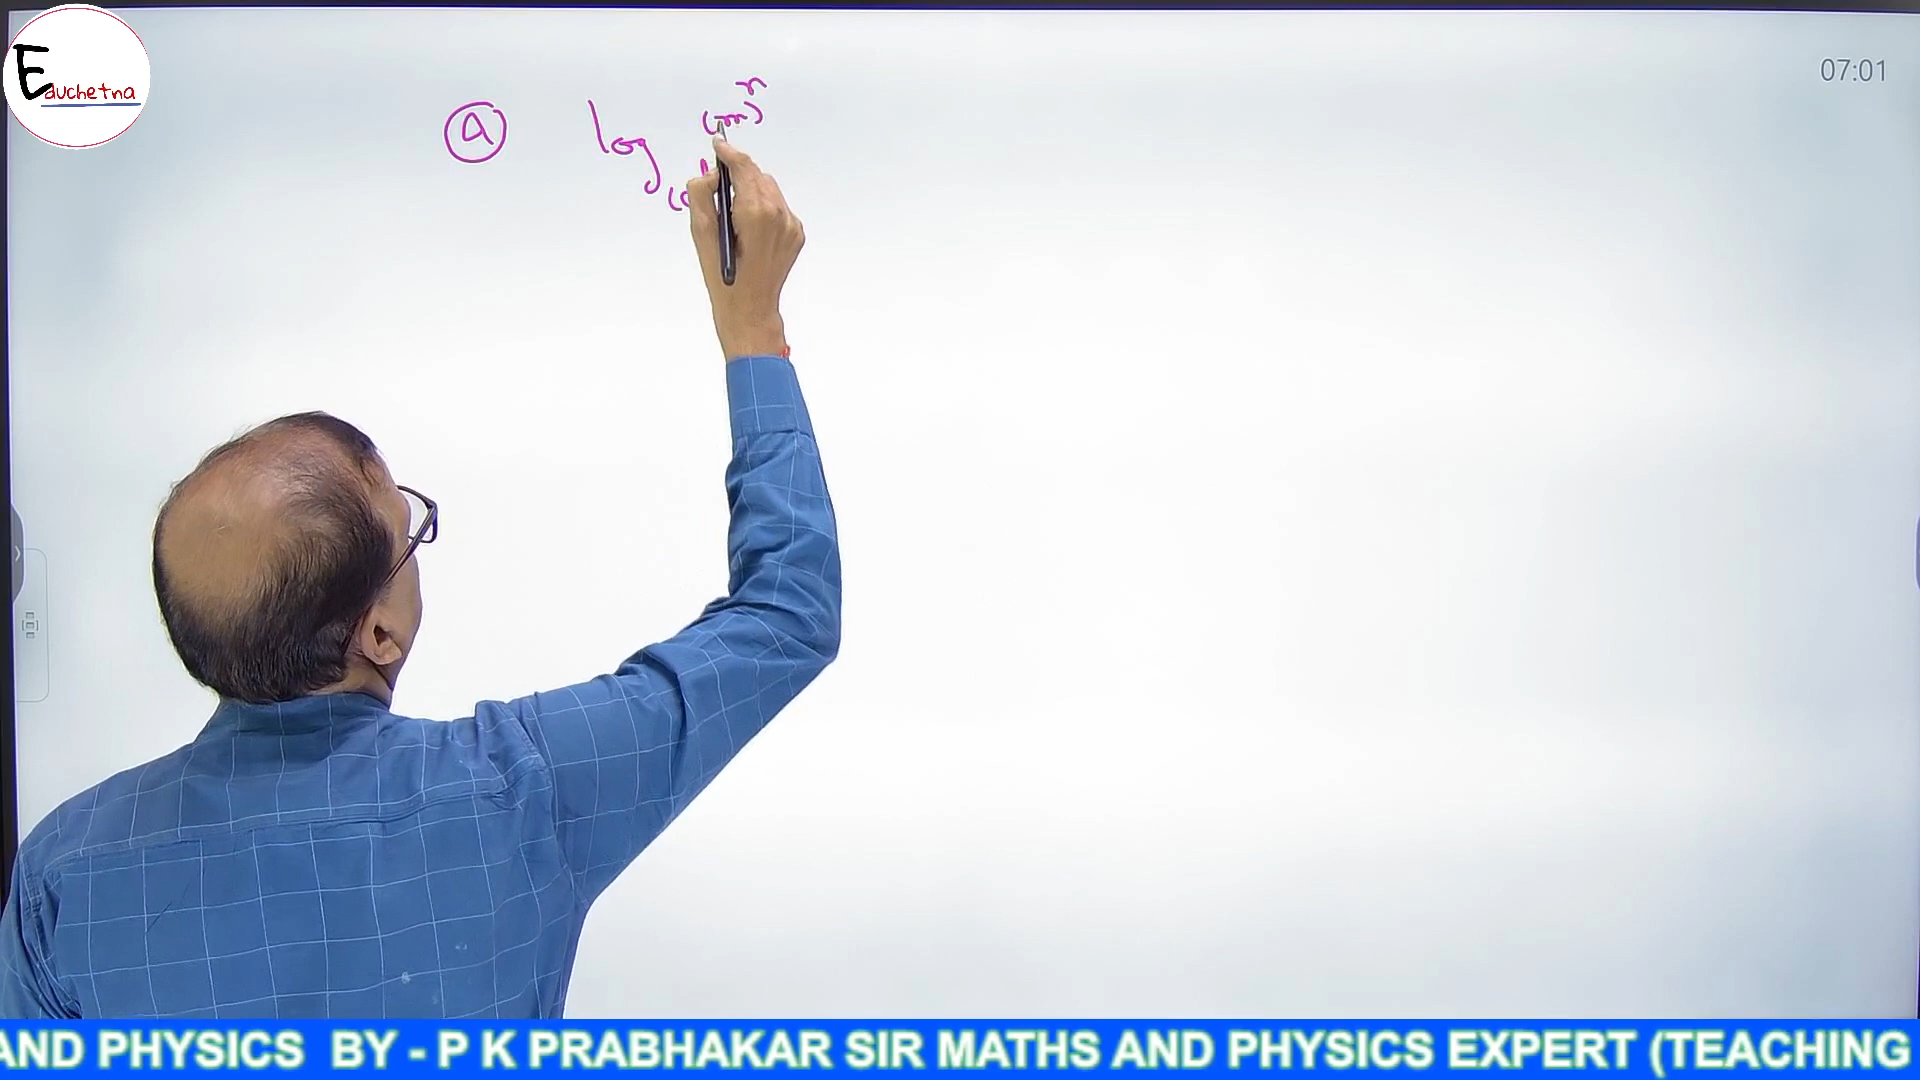 Educhetna
07:01
(a) log (m)^n
AND PHYSICS BY - P K PRABHAKAR SIR MATHS AND PHYSICS EXPERT (TEACHING